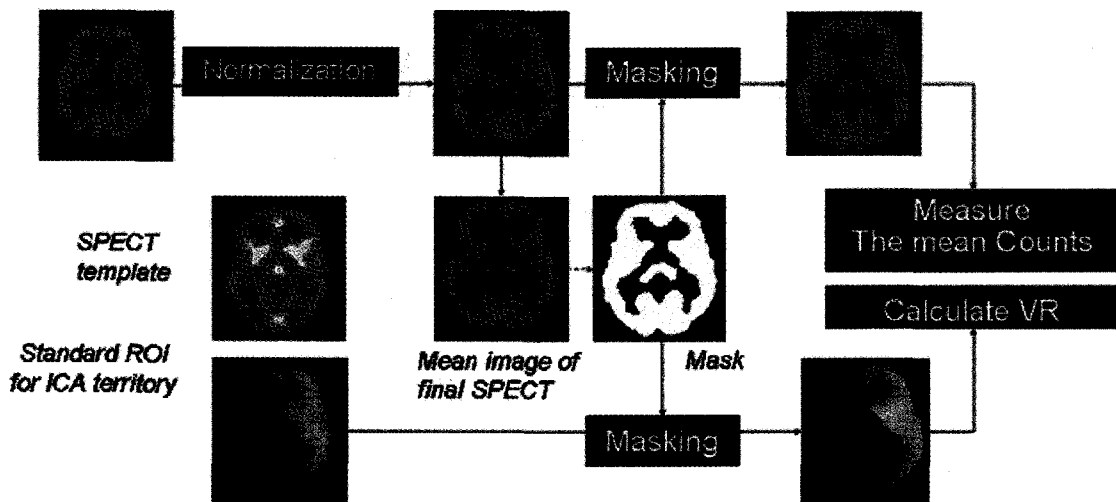 Normalization
Masking
SPECT
template
Measure
The mean Counts
Calculate VR
Standard ROI
for ICA territory
Mean image of
final SPECT
Mask
Masking